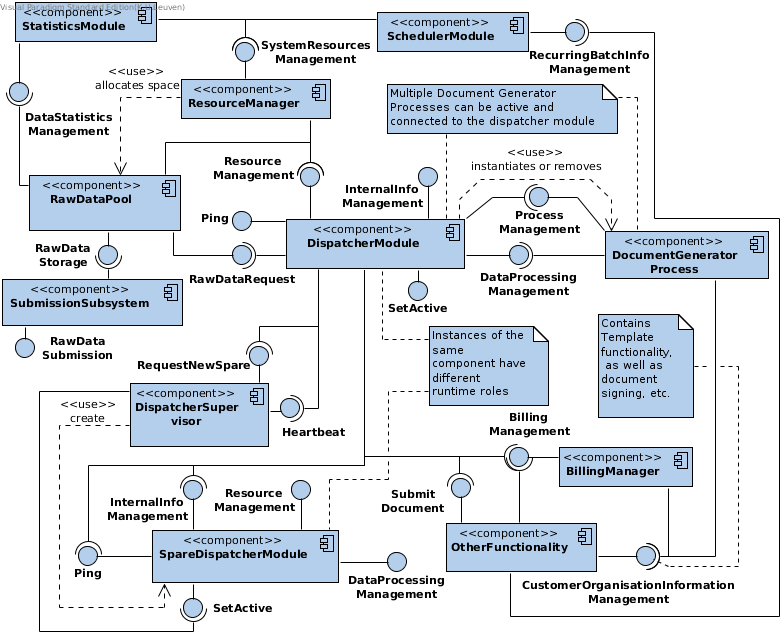 Visual Paradigm Standard Edition(
euven)
<<component>>
StatisticsModule
<<component>>
SchedulerModule
SystemResources
Management
RecurringBatchInfo
Management
<<use>>
allocates space
<<component>>
ResourceManager
Multiple Document Generator
Processes can be active and
connected to the dispatcher module
DataStatistics
Management
<<use>>
instantiates or removes
Resource
Management
InternalInfo
Management
<<component>>
RawDataPool
Ping
Process
Management
<<component>>
DispatcherModule
<<component>>
DocumentGenerator
Process
RawData
Storage
RawDataRequest
DataProcessing
Management
<<component>>
SubmissionSubsystem
SetActive
RawData
Submission
Instances of the
same
component have
different
runtime roles
Contains
Template
functionality,
as well as
document
signing, etc.
RequestNewSpare
<<component>>
DispatcherSuper
visor
<<use>>
create
Heartbeat
Billing
Management
<<component>>
BillingManager
InternalInfo
Management
Resource
Management
Submit
Document
<<component>>
SpareDispatcherModule
<<component>>
OtherFunctionality
Ping
DataProcessing
Management
CustomerOrganisationInformation
Management
SetActive